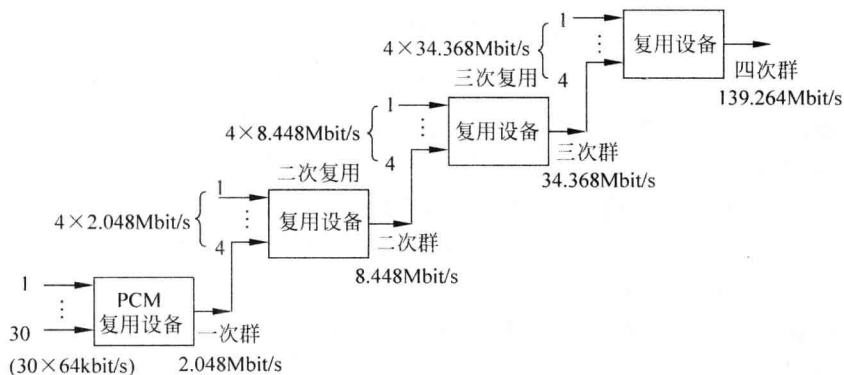 1
4×34.368Mbit/s
⋮
复用设备
4
三次复用
四次群
139.264Mbit/s
1
4×8.448Mbit/s
⋮
复用设备
4
二次复用
三次群
34.368Mbit/s
1
4×2.048Mbit/s
⋮
复用设备
4
二次群
8.448Mbit/s
1
⋮
30
PCM
复用设备
一次群
(30×64kbit/s)
2.048Mbit/s